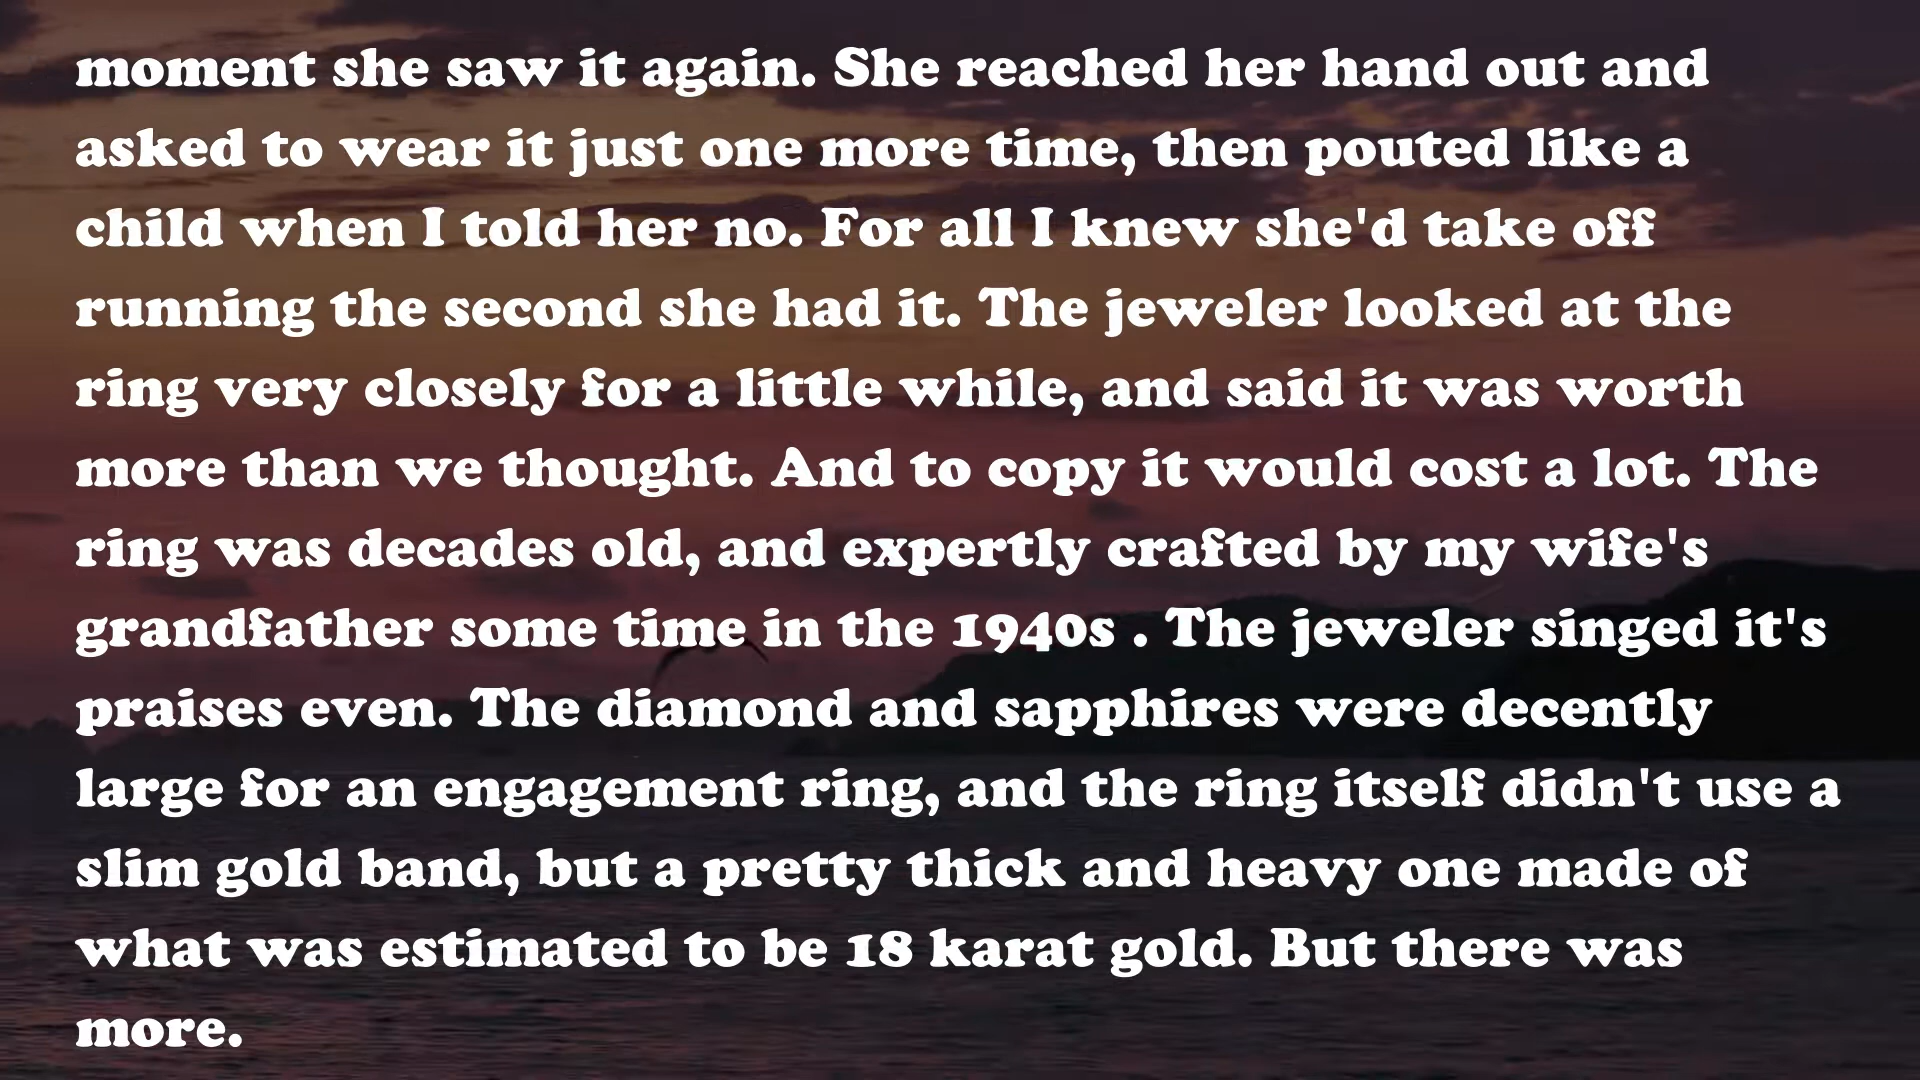 moment she saw it again. She reached her hand out and
asked to wear it just one more time, then pouted like a
child when I told her no. For all I knew she'd take off
running the second she had it. The jeweler looked at the
ring very closely for a little while, and said it was worth
more than we thought. And to copy it would cost a lot. The
ring was decades old, and expertly crafted by my wife's
grandfather some time in the 1940s . The jeweler singed it's
praises even. The diamond and sapphires were decently
large for an engagement ring, and the ring itself didn't use a
slim gold band, but a pretty thick and heavy one made of
what was estimated to be 18 karat gold. But there was
more.